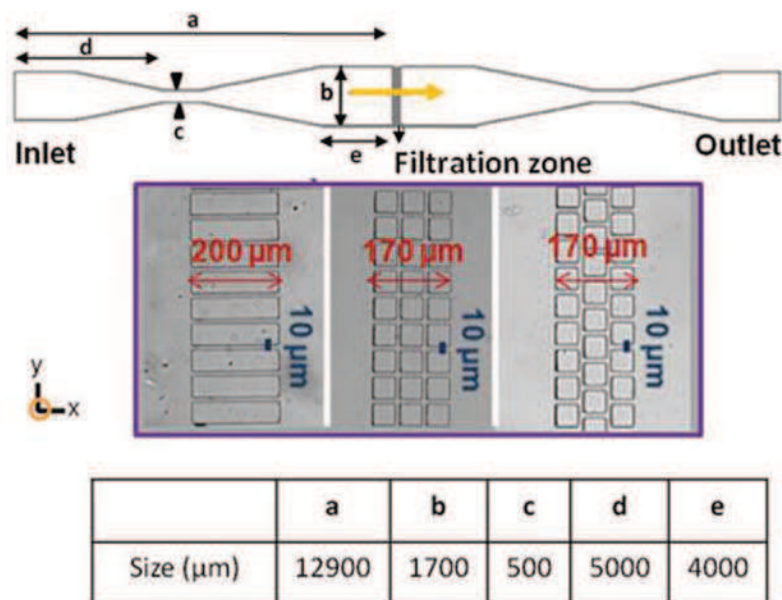 a
d
b
c
e
Inlet
Filtration zone
Outlet
200 µm
170 µm
170 µm
10 µm
10 µm
10 µm
y
x
a b c d e
Size (µm) 12900 1700 500 5000 4000